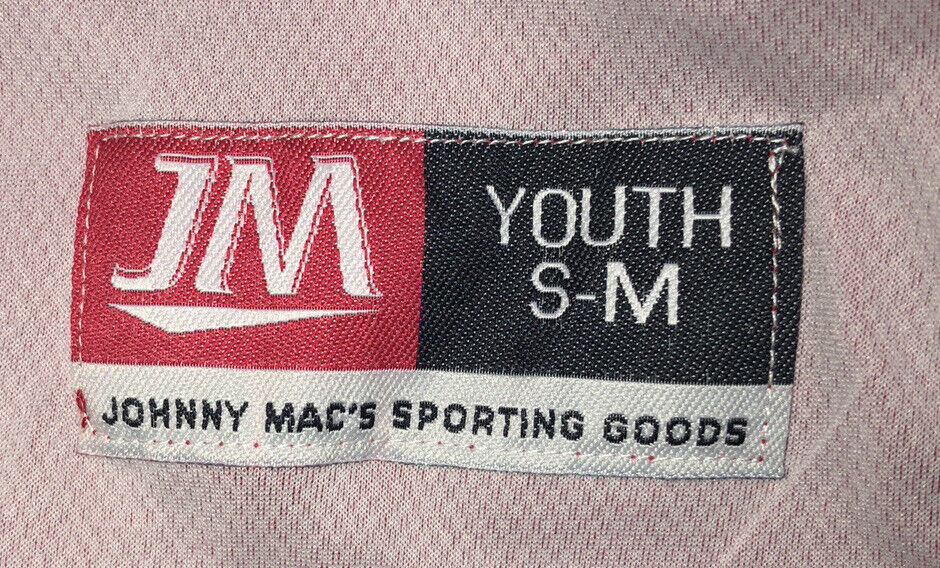 JM
YOUTH
S-M
JOHNNY MAC'S SPORTING GOODS